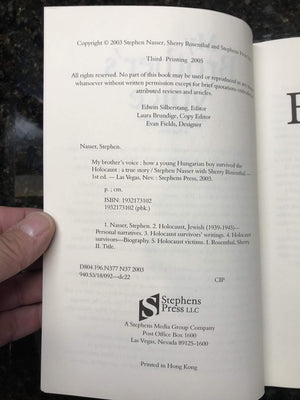 Copyright © 2003 Stephen Nasser, Sherry Rosenthal and Stephens Press
Third Printing 2005
All rights reserved. No part of this book may be used or reproduced in any
whatsoever without written permission except for brief quotations
attributed reviews and articles.
Edwin Silberstang, Editor
Laura Brundige, Copy Editor
Evan Fields, Designer
Nasser, Stephen.
My brother's voice : how a young Hungarian boy survived the
Holocaust : a true story / Stephen Nasser with Sherry Rosenthal. –
1st ed. — Las Vegas, Nev. : Stephens Press, 2003.
p. ; cm.
ISBN: 1932173102
1932173102 (pbk.)
1. Nasser, Stephen. 2. Holocaust, Jewish (1939-1945)—
Personal narratives. 3. Holocaust survivors' writings. 4. Holocaust
survivors—Biography. 5. Holocaust victims. I. Rosenthal, Sherry
II. Title.
D804.196.N377 N37 2003
940.53/18/092—dc22 CIP
S Stephens
Press LLC
A Stephens Media Group Company
Post Office Box 1600
Las Vegas, Nevada 89125-1600
Printed in Hong Kong